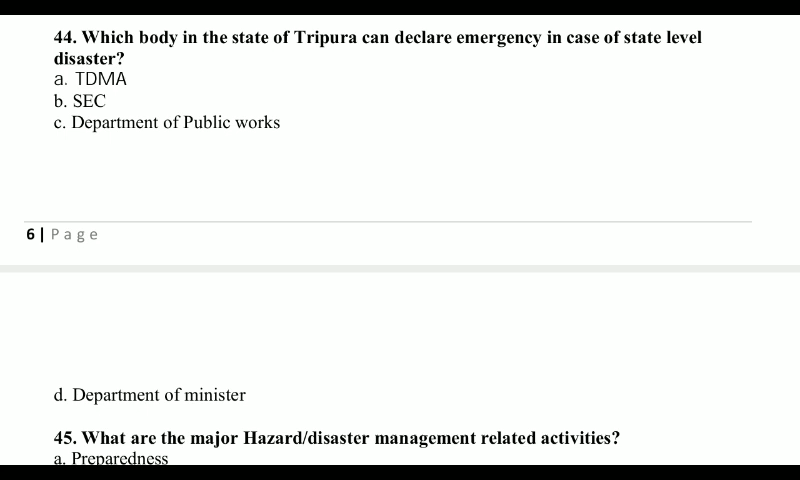 44. Which body in the state of Tripura can declare emergency in case of state level
disaster?
a. TDMA
b. SEC
c. Department of Public works
6 | P a g e
d. Department of minister
45. What are the major Hazard/disaster management related activities?
a. Preparedness